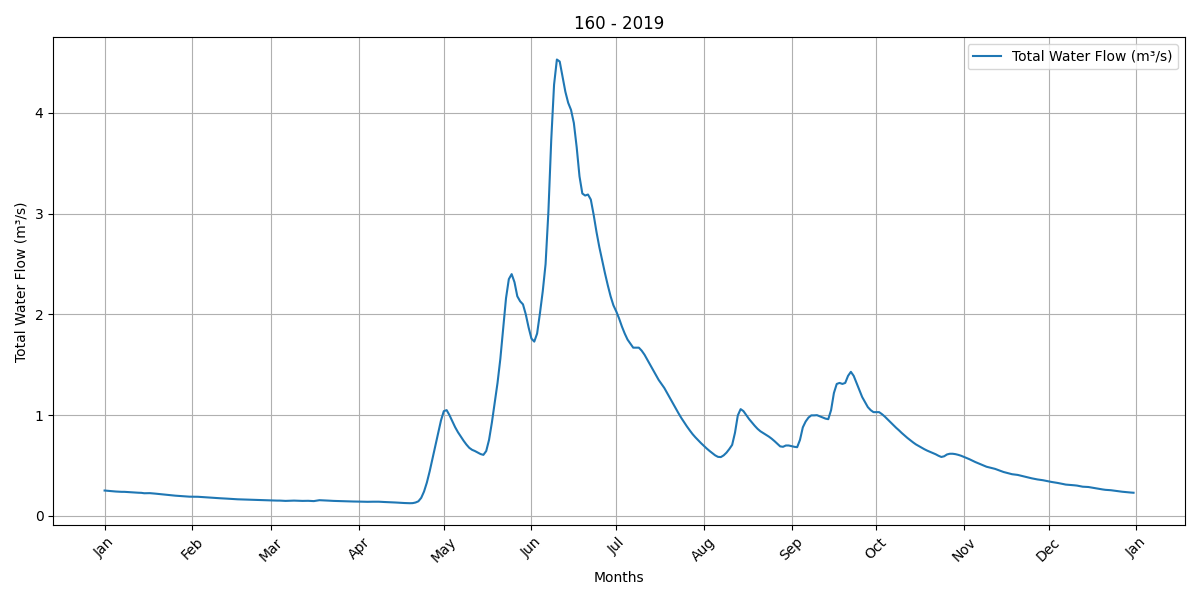 160 - 2019
Total Water Flow (m³/s)
Total Water Flow (m³/s)
4
3
2
1
0
Jan
Feb
Mar
Apr
May
Jun
Jul
Aug
Sep
Oct
Nov
Dec
Jan
Months